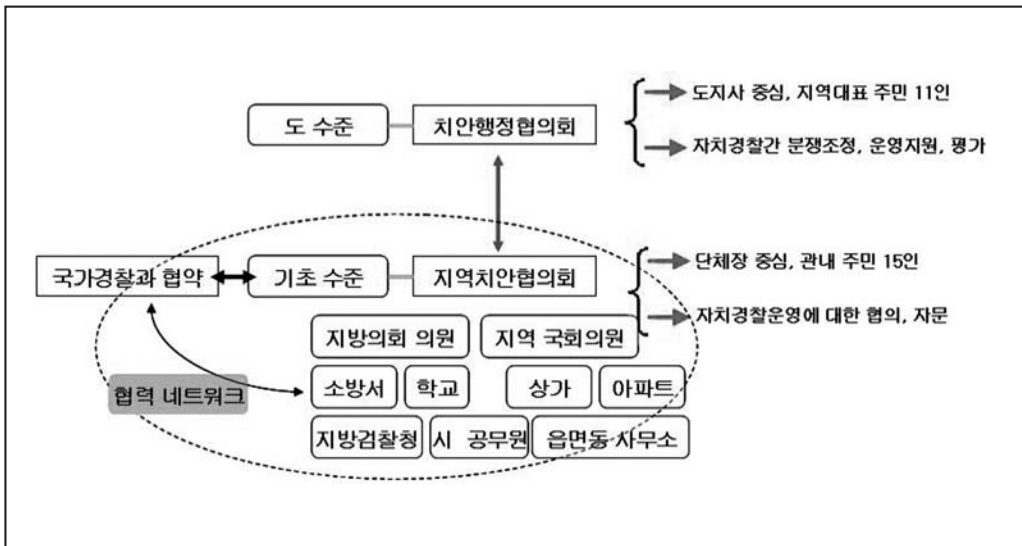 도지사 중심, 지역대표 주민 11인
도 수준
치안행정협의회
자치경찰간 분쟁조정, 운영지원, 평가
국가경찰과 협약
기초 수준
지역치안협의회
단체장 중심, 관내 주민 15인
자치경찰운영에 대한 협의, 자문
지방의회 의원
지역 국회의원
협력 네트워크
소방서
학교
상가
아파트
지방검찰청
시 공무원
읍면동 사무소